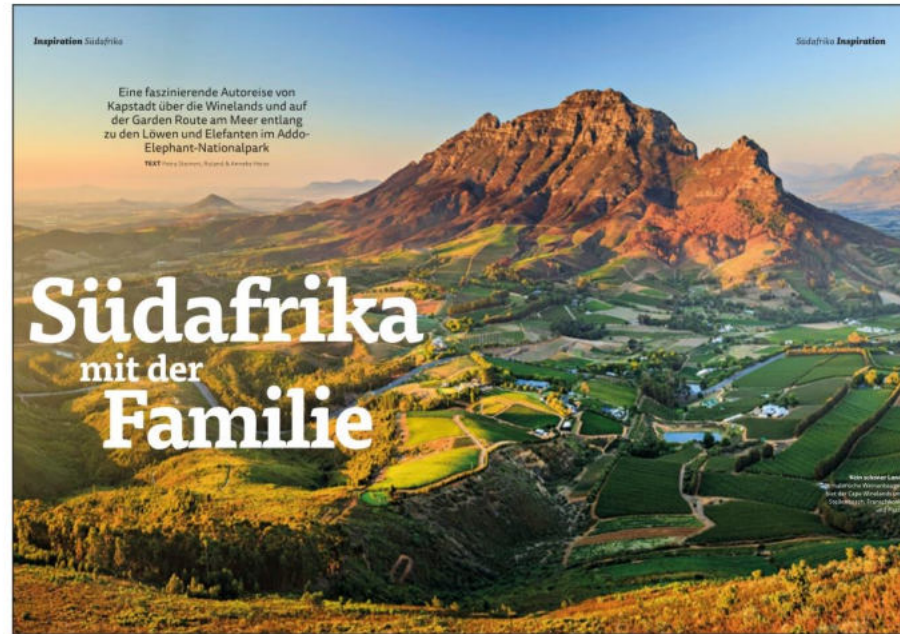 Inspiration Südafrika
Südafrika Inspiration
Eine faszinierende Autoreise von
Kapstadt über die Winelands und auf
der Garden Route am Meer entlang
zu den Löwen und Elefanten im Addo-
Elephant-Nationalpark
TEXT
Südafrika
mit der
Familie